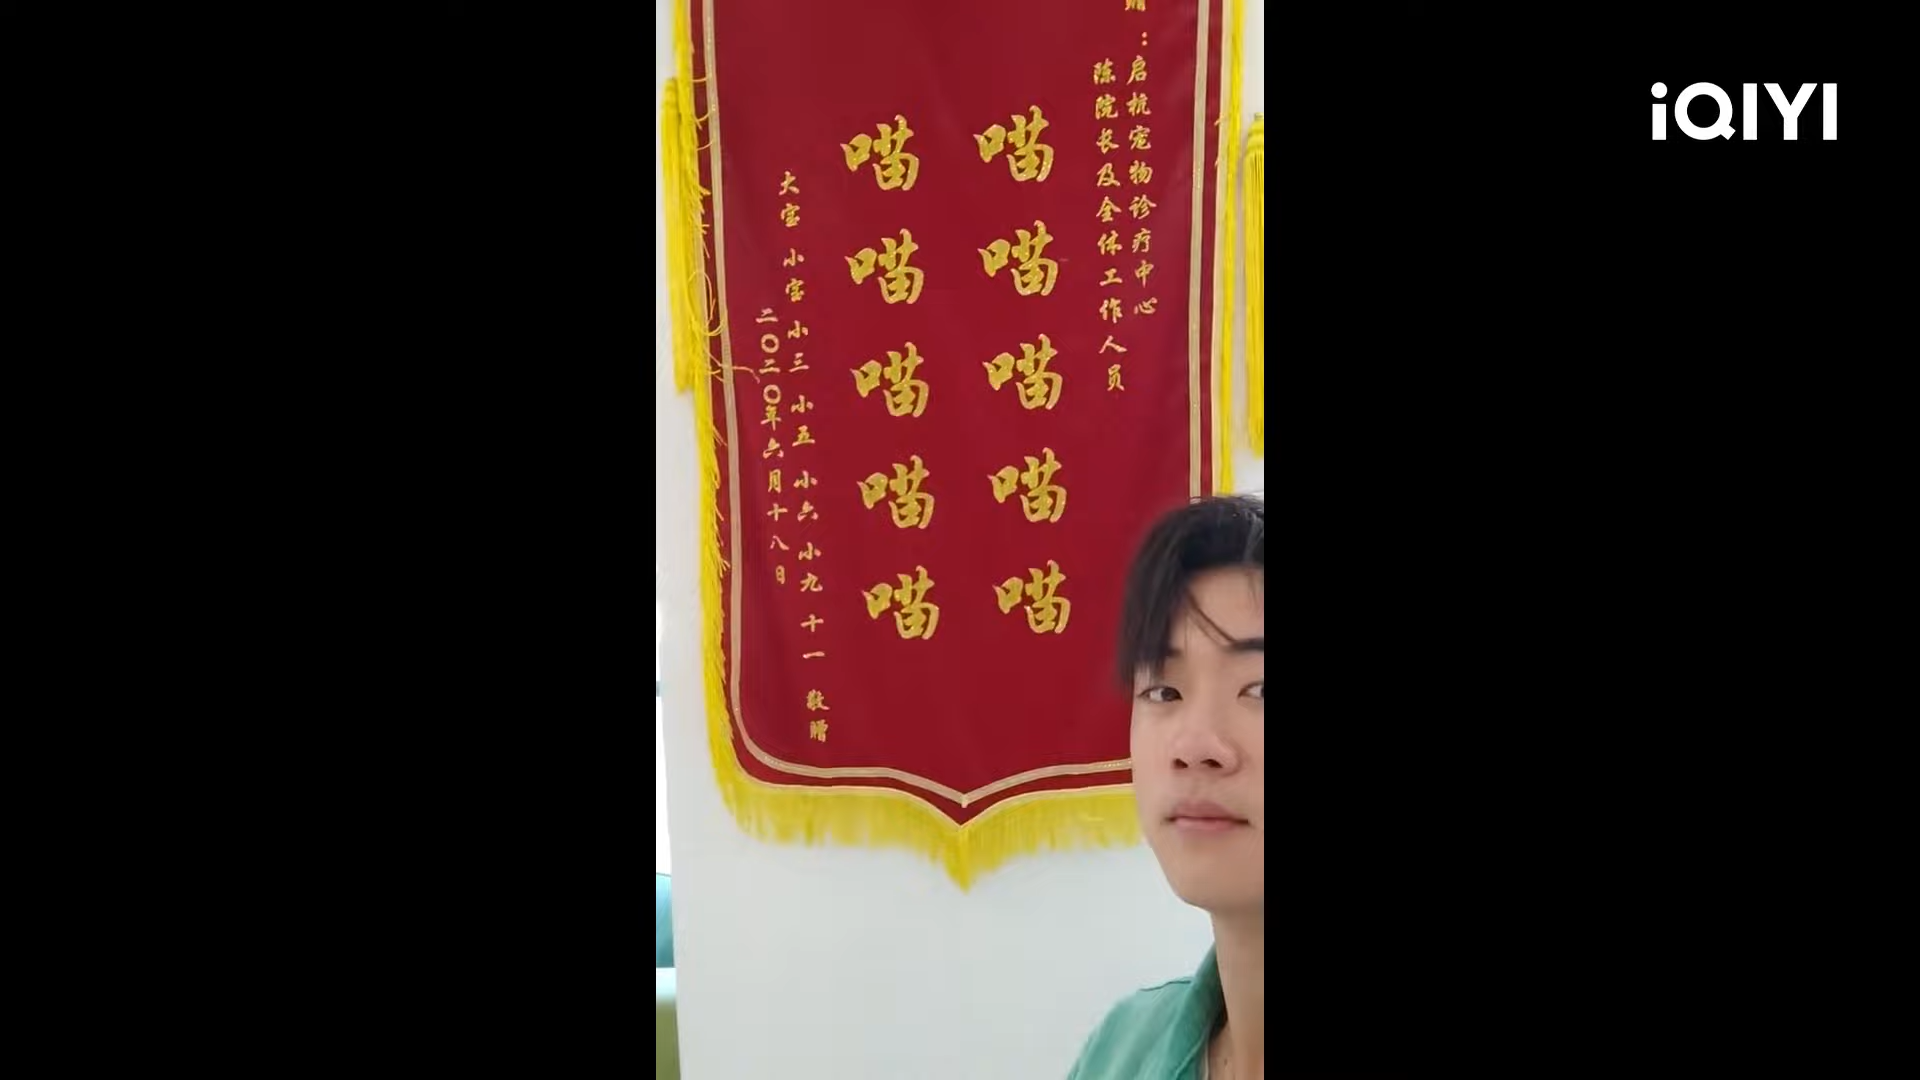 赠：启杭宠物诊疗中心
陈院长及全体工作人员
喵喵喵喵喵
喵喵喵喵喵
大宝 小宝 小三 小五 小六 小九 十一 敬赠
二〇二〇年六月十八日
iQIYI